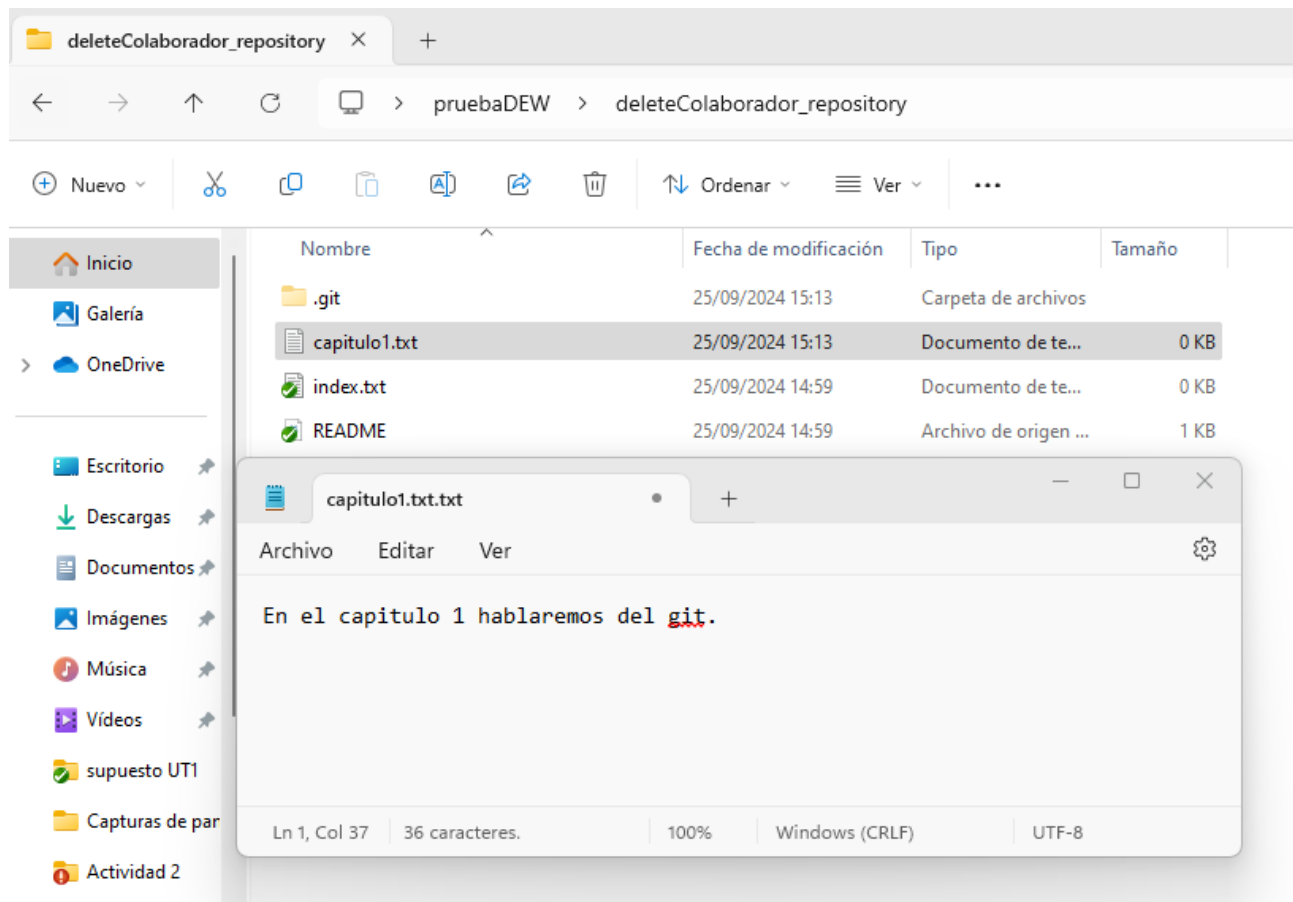 deleteColaborador_repository
pruebaDEW > deleteColaborador_repository
Nuevo
Ordenar
Ver
Nombre Fecha de modificación Tipo Tamaño
.git 25/09/2024 15:13 Carpeta de archivos
capitulo1.txt 25/09/2024 15:13 Documento de te... 0 KB
index.txt 25/09/2024 14:59 Documento de te... 0 KB
README 25/09/2024 14:59 Archivo de origen ... 1 KB
Inicio
Galería
OneDrive
Escritorio
Descargas
Documentos
Imágenes
Música
Vídeos
supuesto UT1
Capturas de par
Actividad 2
capitulo1.txt.txt
Archivo Editar Ver
En el capitulo 1 hablaremos del git.
Ln 1, Col 37 36 caracteres. 100% Windows (CRLF) UTF-8